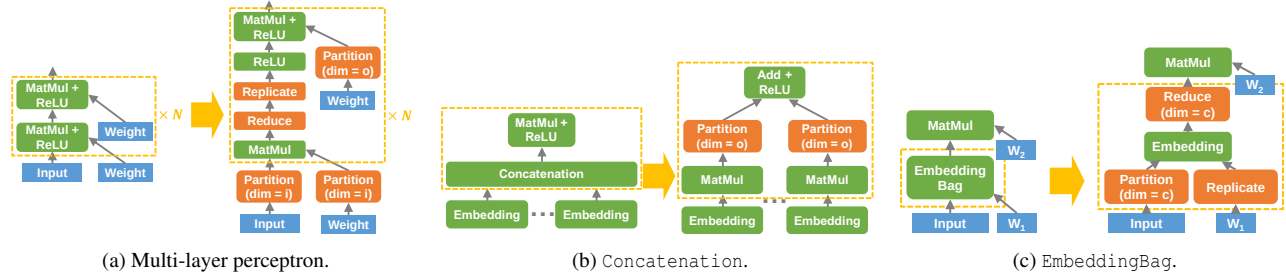 MatMul +
ReLU
MatMul +
ReLU
Input
Weight
Weight
× N
MatMul +
ReLU
ReLU
Replicate
Reduce
MatMul
Partition
(dim = i)
Input
Partition
(dim = o)
Weight
Partition
(dim = i)
Weight
× N
(a) Multi-layer perceptron.
MatMul +
ReLU
Concatenation
Embedding
...
Embedding
Add +
ReLU
Partition
(dim = o)
Partition
(dim = o)
MatMul
MatMul
Embedding
...
Embedding
(b) Concatenation.
MatMul
W2
Embedding
Bag
Input
W1
MatMul
W2
Reduce
(dim = c)
Embedding
Partition
(dim = c)
Replicate
Input
W1
(c) EmbeddingBag.